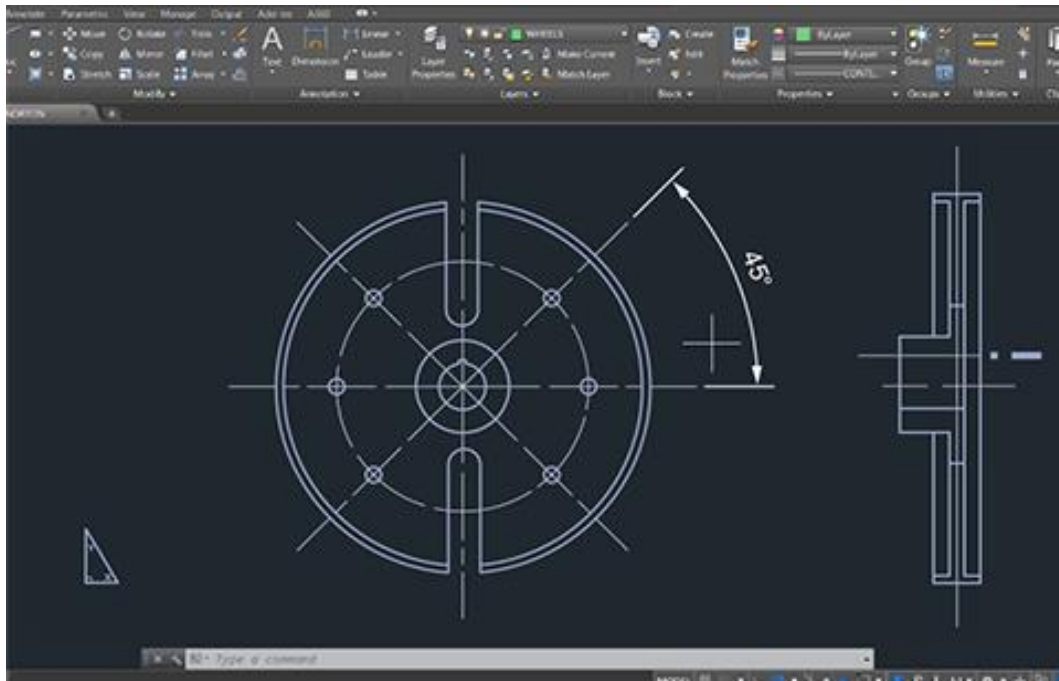 Annotate Parametric View Manage Output Add-ins A360
Move Rotate Trim
Copy Mirror Fillet
Stretch Scale Array
Modify
Text Dimension
Linear
Leader
Table
Annotation
Layer Properties
WHEELS
Make Current
Match Layer
Layers
Insert
Create
Edit
Block
Match Properties
ByLayer
ByLayer
CONTI...
Properties
Group
Groups
Measure
Utilities
45°
Y
X
Type a command
MODEL